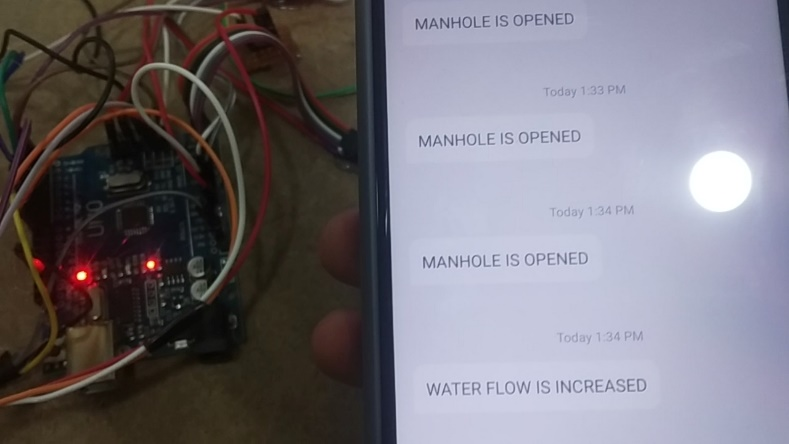 MANHOLE IS OPENED
Today 1:33 PM
MANHOLE IS OPENED
Today 1:34 PM
MANHOLE IS OPENED
Today 1:34 PM
WATER FLOW IS INCREASED
UNO